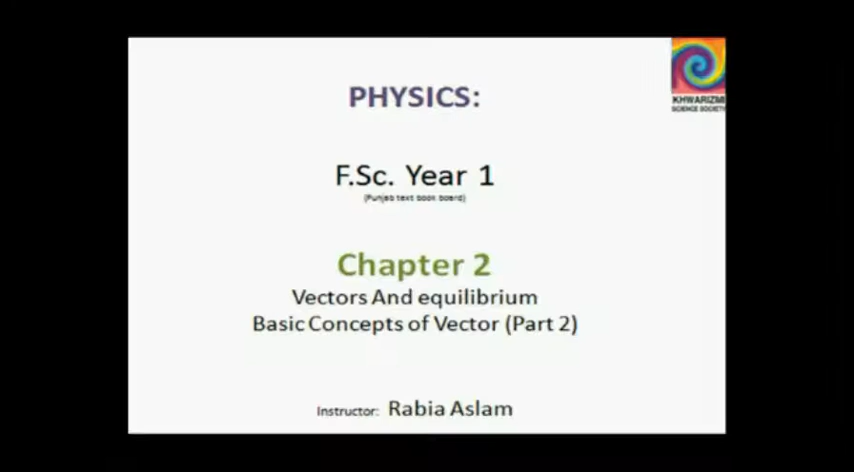 PHYSICS:
KHWARIZMI
SCIENCE SOCIETY
F.Sc. Year 1
(Punjab text book board)
Chapter 2
Vectors And equilibrium
Basic Concepts of Vector (Part 2)
Instructor: Rabia Aslam